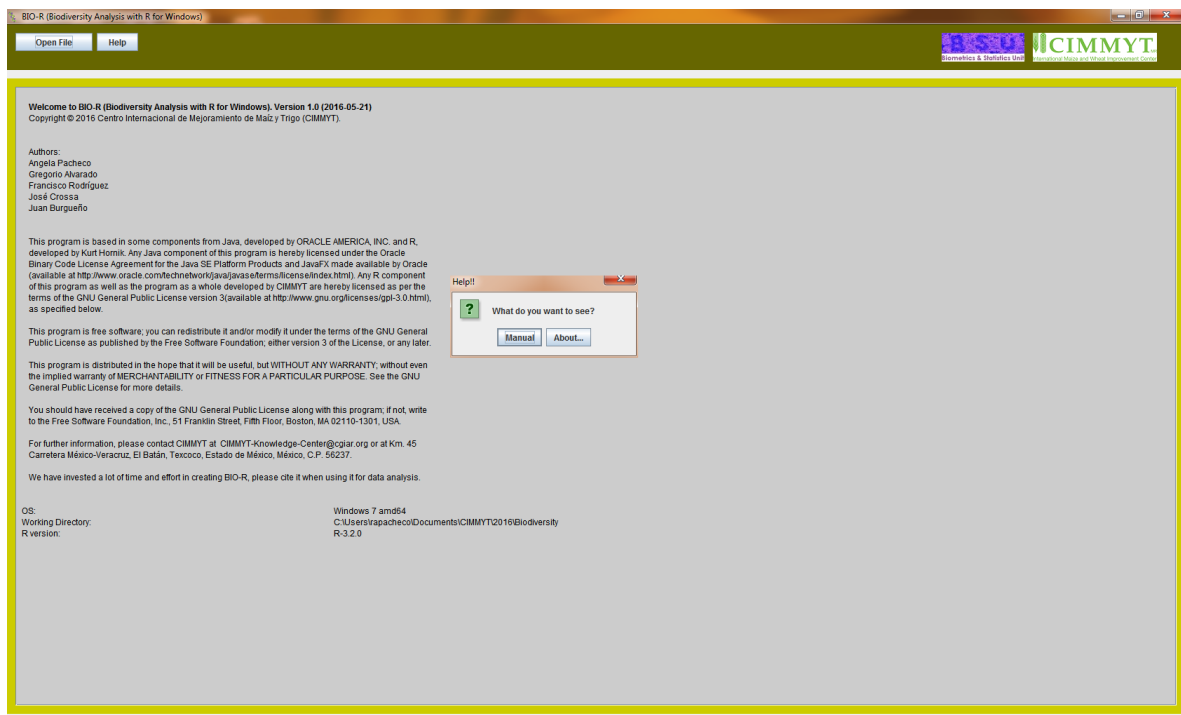 BIO-R (Biodiversity Analysis with R for Windows)
Open File Help
B.S.U.
Biometrics & Statistics Unit
CIMMYT
International Maize and Wheat Improvement Center
Welcome to BIO-R (Biodiversity Analysis with R for Windows). Version 1.0 (2016-05-21)
Copyright © 2016 Centro Internacional de Mejoramiento de Maíz y Trigo (CIMMYT).
Authors:
Angela Pacheco
Gregorio Alvarado
Francisco Rodríguez
José Crossa
Juan Burgueño
This program is based in some components from Java, developed by ORACLE AMERICA, INC. and R,
developed by Kurt Hornik. Any Java component of this program is hereby licensed under the Oracle
Binary Code License Agreement for the Java SE Platform Products and JavaFX made available by Oracle
(available at http://www.oracle.com/technetwork/java/javase/terms/license/index.html). Any R component
of this program as well as the program as a whole developed by CIMMYT are hereby licensed as per the
terms of the GNU General Public License version 3(available at http://www.gnu.org/licenses/gpl-3.0.html),
as specified below.
This program is free software; you can redistribute it and/or modify it under the terms of the GNU General
Public License as published by the Free Software Foundation; either version 3 of the License, or any later.
This program is distributed in the hope that it will be useful, but WITHOUT ANY WARRANTY; without even
the implied warranty of MERCHANTABILITY or FITNESS FOR A PARTICULAR PURPOSE. See the GNU
General Public License for more details.
You should have received a copy of the GNU General Public License along with this program; if not, write
to the Free Software Foundation, Inc., 51 Franklin Street, Fifth Floor, Boston, MA 02110-1301, USA.
For further information, please contact CIMMYT at CIMMYT-Knowledge-Center@cgiar.org or at Km. 45
Carretera México-Veracruz, El Batán, Texcoco, Estado de México, México, C.P. 56237.
We have invested a lot of time and effort in creating BIO-R, please cite it when using it for data analysis.
OS: Windows 7 amd64
Working Directory: C:\Users\rapacheco\Documents\CIMMYT\2016\Biodiversity
R version: R-3.2.0
Help!!
?
What do you want to see?
Manual About...